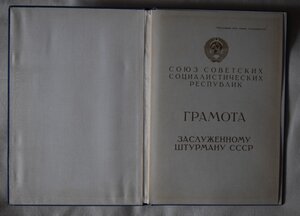 СОЮЗ СОВЕТСКИХ
СОЦИАЛИСТИЧЕСКИХ
РЕСПУБЛИК
ГРАМОТА
ЗАСЛУЖЕННОМУ
ШТУРМАНУ СССР